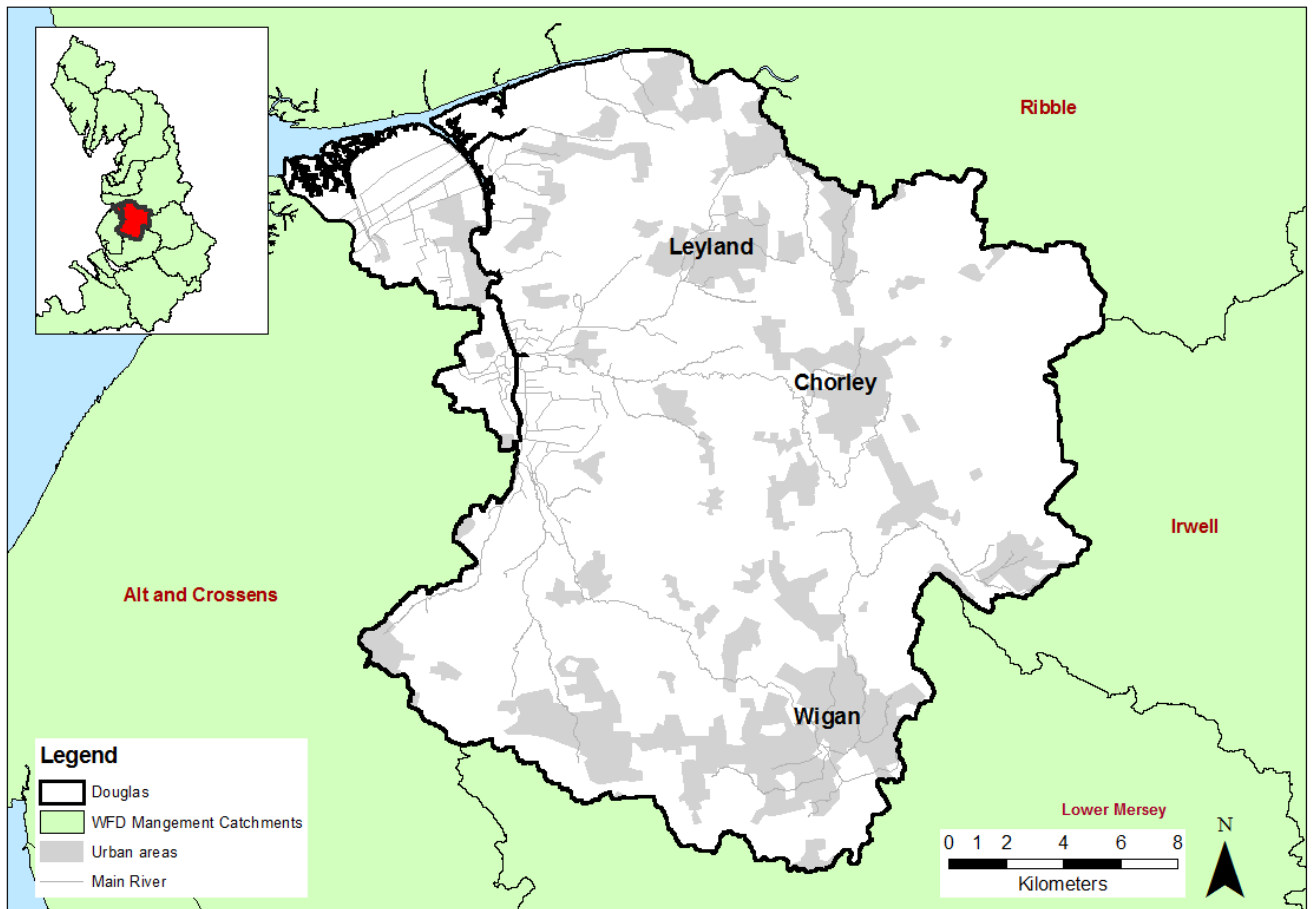 Ribble
Leyland
Chorley
Irwell
Alt and Crossens
Wigan
Legend
Douglas
WFD Mangement Catchments
Urban areas
Main River
Lower Mersey
N
0 1 2 4 6 8
Kilometers